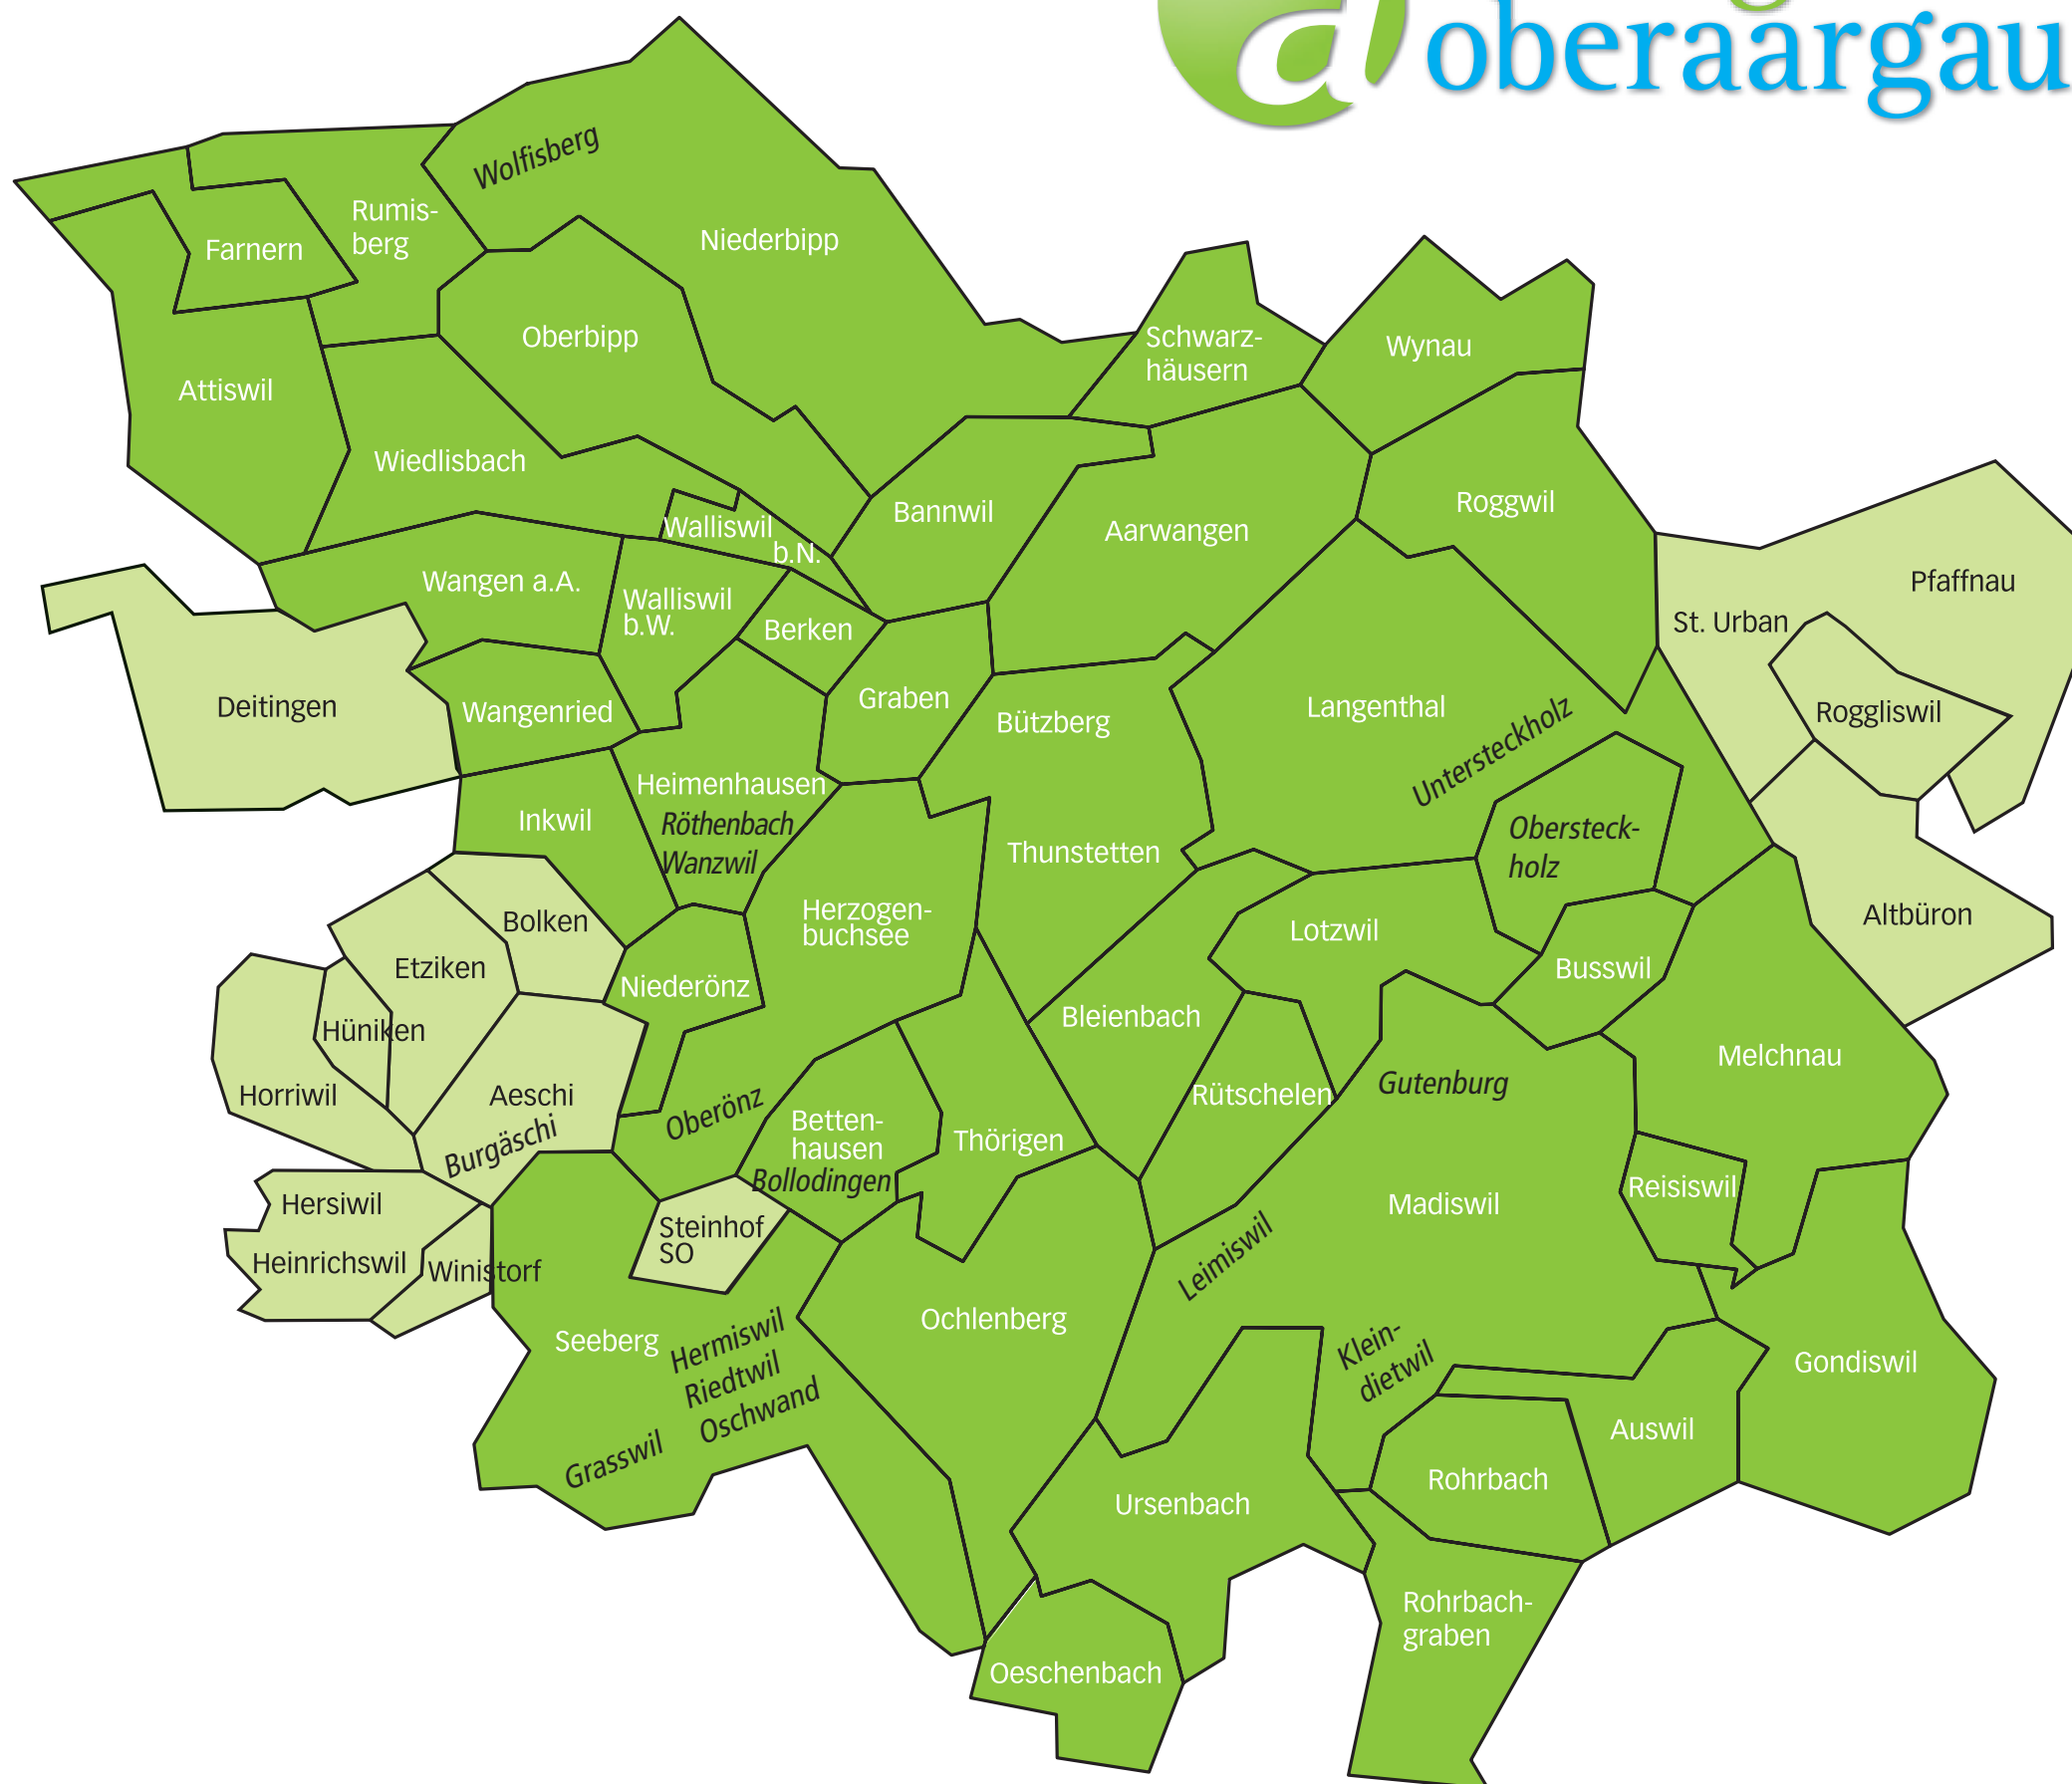 oberaargau
Wolfisberg
Rumis-
berg
Farnern
Niederbipp
Oberbipp
Attiswil
Schwarz-
häusern
Wynau
Wiedlisbach
Walliswil
b.N.
Bannwil
Aarwangen
Roggwil
Wangen a.A.
Walliswil
b.W.
Berken
Pfaffnau
St. Urban
Deitingen
Wangenried
Graben
Bützberg
Langenthal
Untersteckholz
Roggliswil
Heimenhausen
Röthenbach
Wanzwil
Inkwil
Thunstetten
Obersteck-
holz
Bolken
Herzogen-
buchsee
Lotzwil
Altbüron
Etziken
Niederönz
Busswil
Hüniken
Bleienbach
Melchnau
Horriwil
Aeschi
Burgäschi
Oberönz
Betten-
hausen
Bollodingen
Thörigen
Rütschelen
Gutenburg
Hersiwil
Steinhof
SO
Madiswil
Reisiswil
Heinrichswil
Winistorf
Leimiswil
Seeberg
Hermiswil
Riedtwil
Oschwand
Grasswil
Ochlenberg
Klein-
dietwil
Gondiswil
Auswil
Rohrbach
Ursenbach
Rohrbach-
graben
Oeschenbach